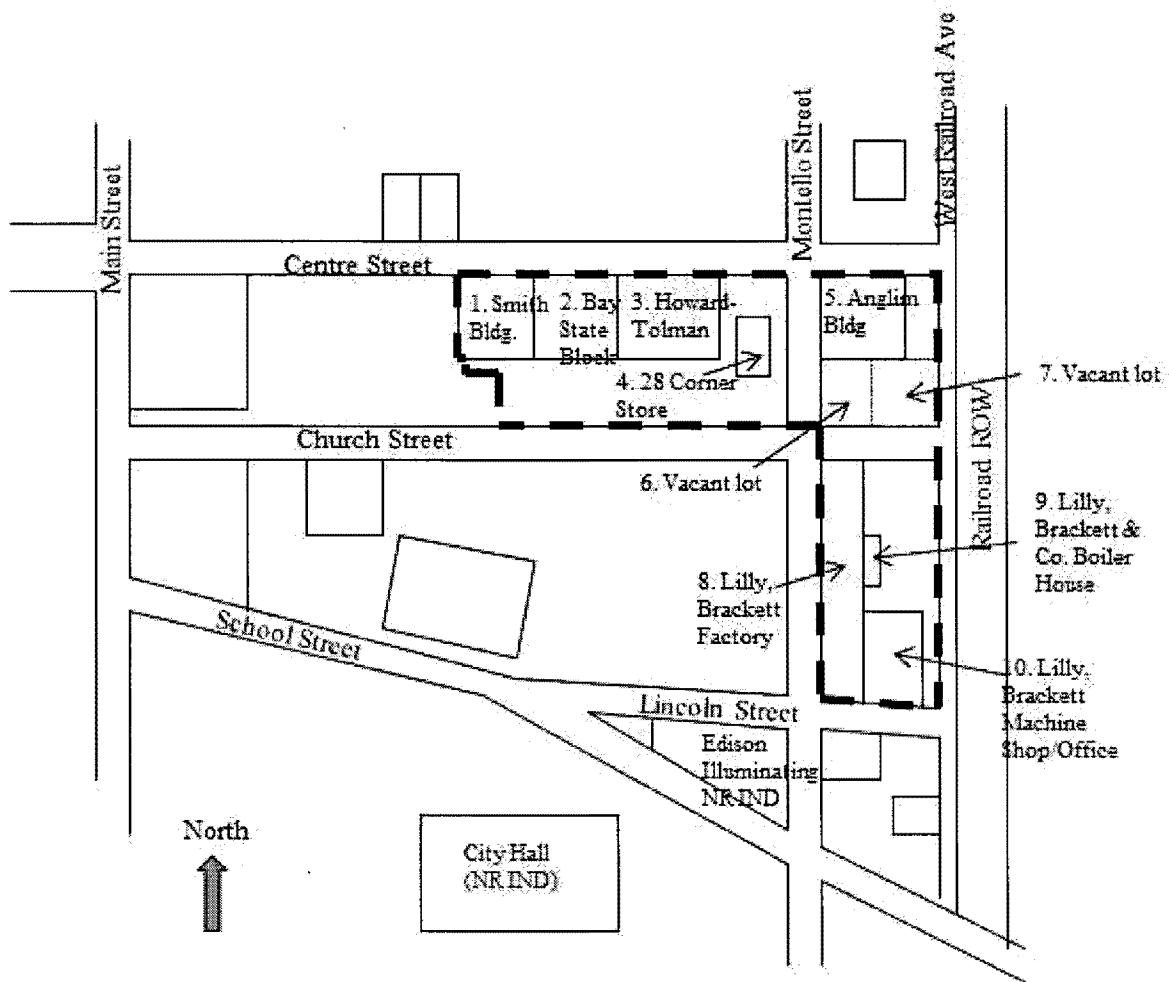 West Railroad Ave
Montello Street
Main Street
Centre Street
1. Smith
Bldg.
2. Bay
State
Block
3. Howard-
Tolman
5. Anglim
Bldg
4. 28 Corner
Store
7. Vacant lot
Church Street
6. Vacant lot
Railroad ROW
9. Lilly,
Brackett &
Co. Boiler
House
8. Lilly,
Brackett
Factory
School Street
10. Lilly,
Brackett
Machine
Shop/Office
Lincoln Street
Edison
Illuminating
NR IND
North
City Hall
(NR IND)